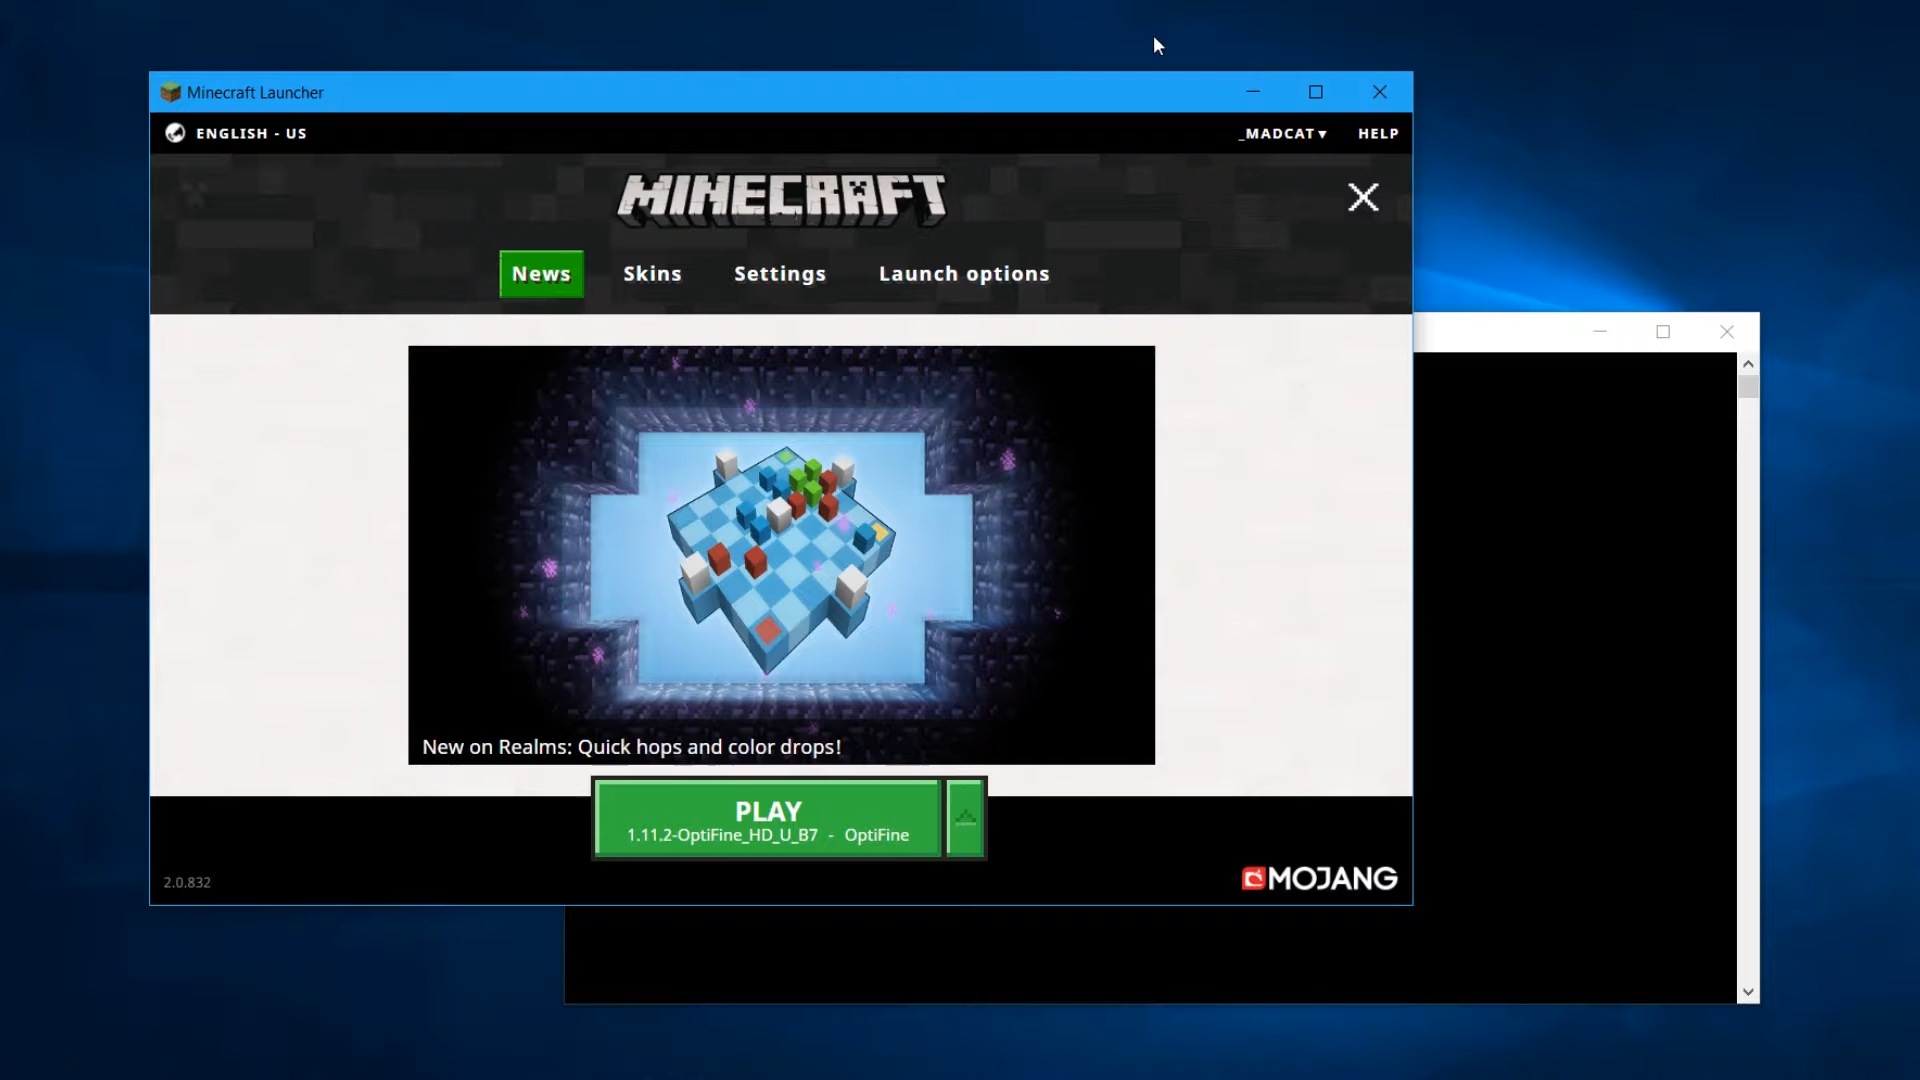 Minecraft Launcher
ENGLISH - US
_MADCAT▾
HELP
MINECRAFT
News
Skins
Settings
Launch options
New on Realms: Quick hops and color drops!
PLAY
1.11.2-OptiFine_HD_U_B7 - OptiFine
2.0.832
MOJANG